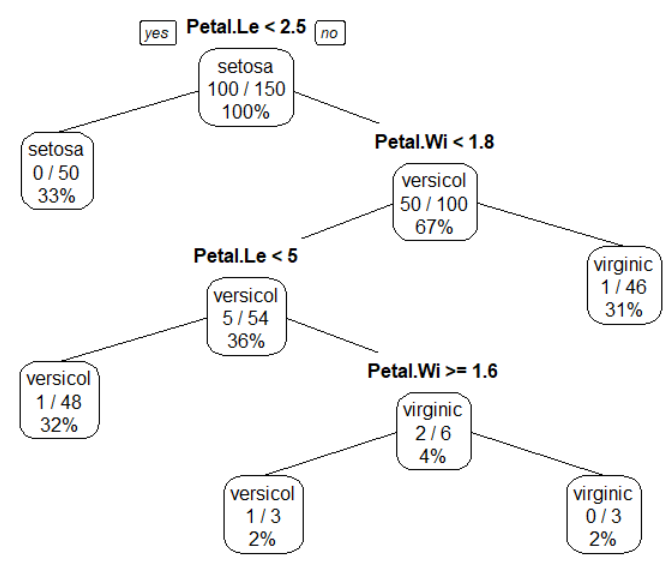 yes Petal.Le < 2.5 no
setosa
100 / 150
100%
setosa
0 / 50
33%
Petal.Wi < 1.8
versicol
50 / 100
67%
Petal.Le < 5
versicol
5 / 54
36%
virginic
1 / 46
31%
versicol
1 / 48
32%
Petal.Wi >= 1.6
virginic
2 / 6
4%
versicol
1 / 3
2%
virginic
0 / 3
2%